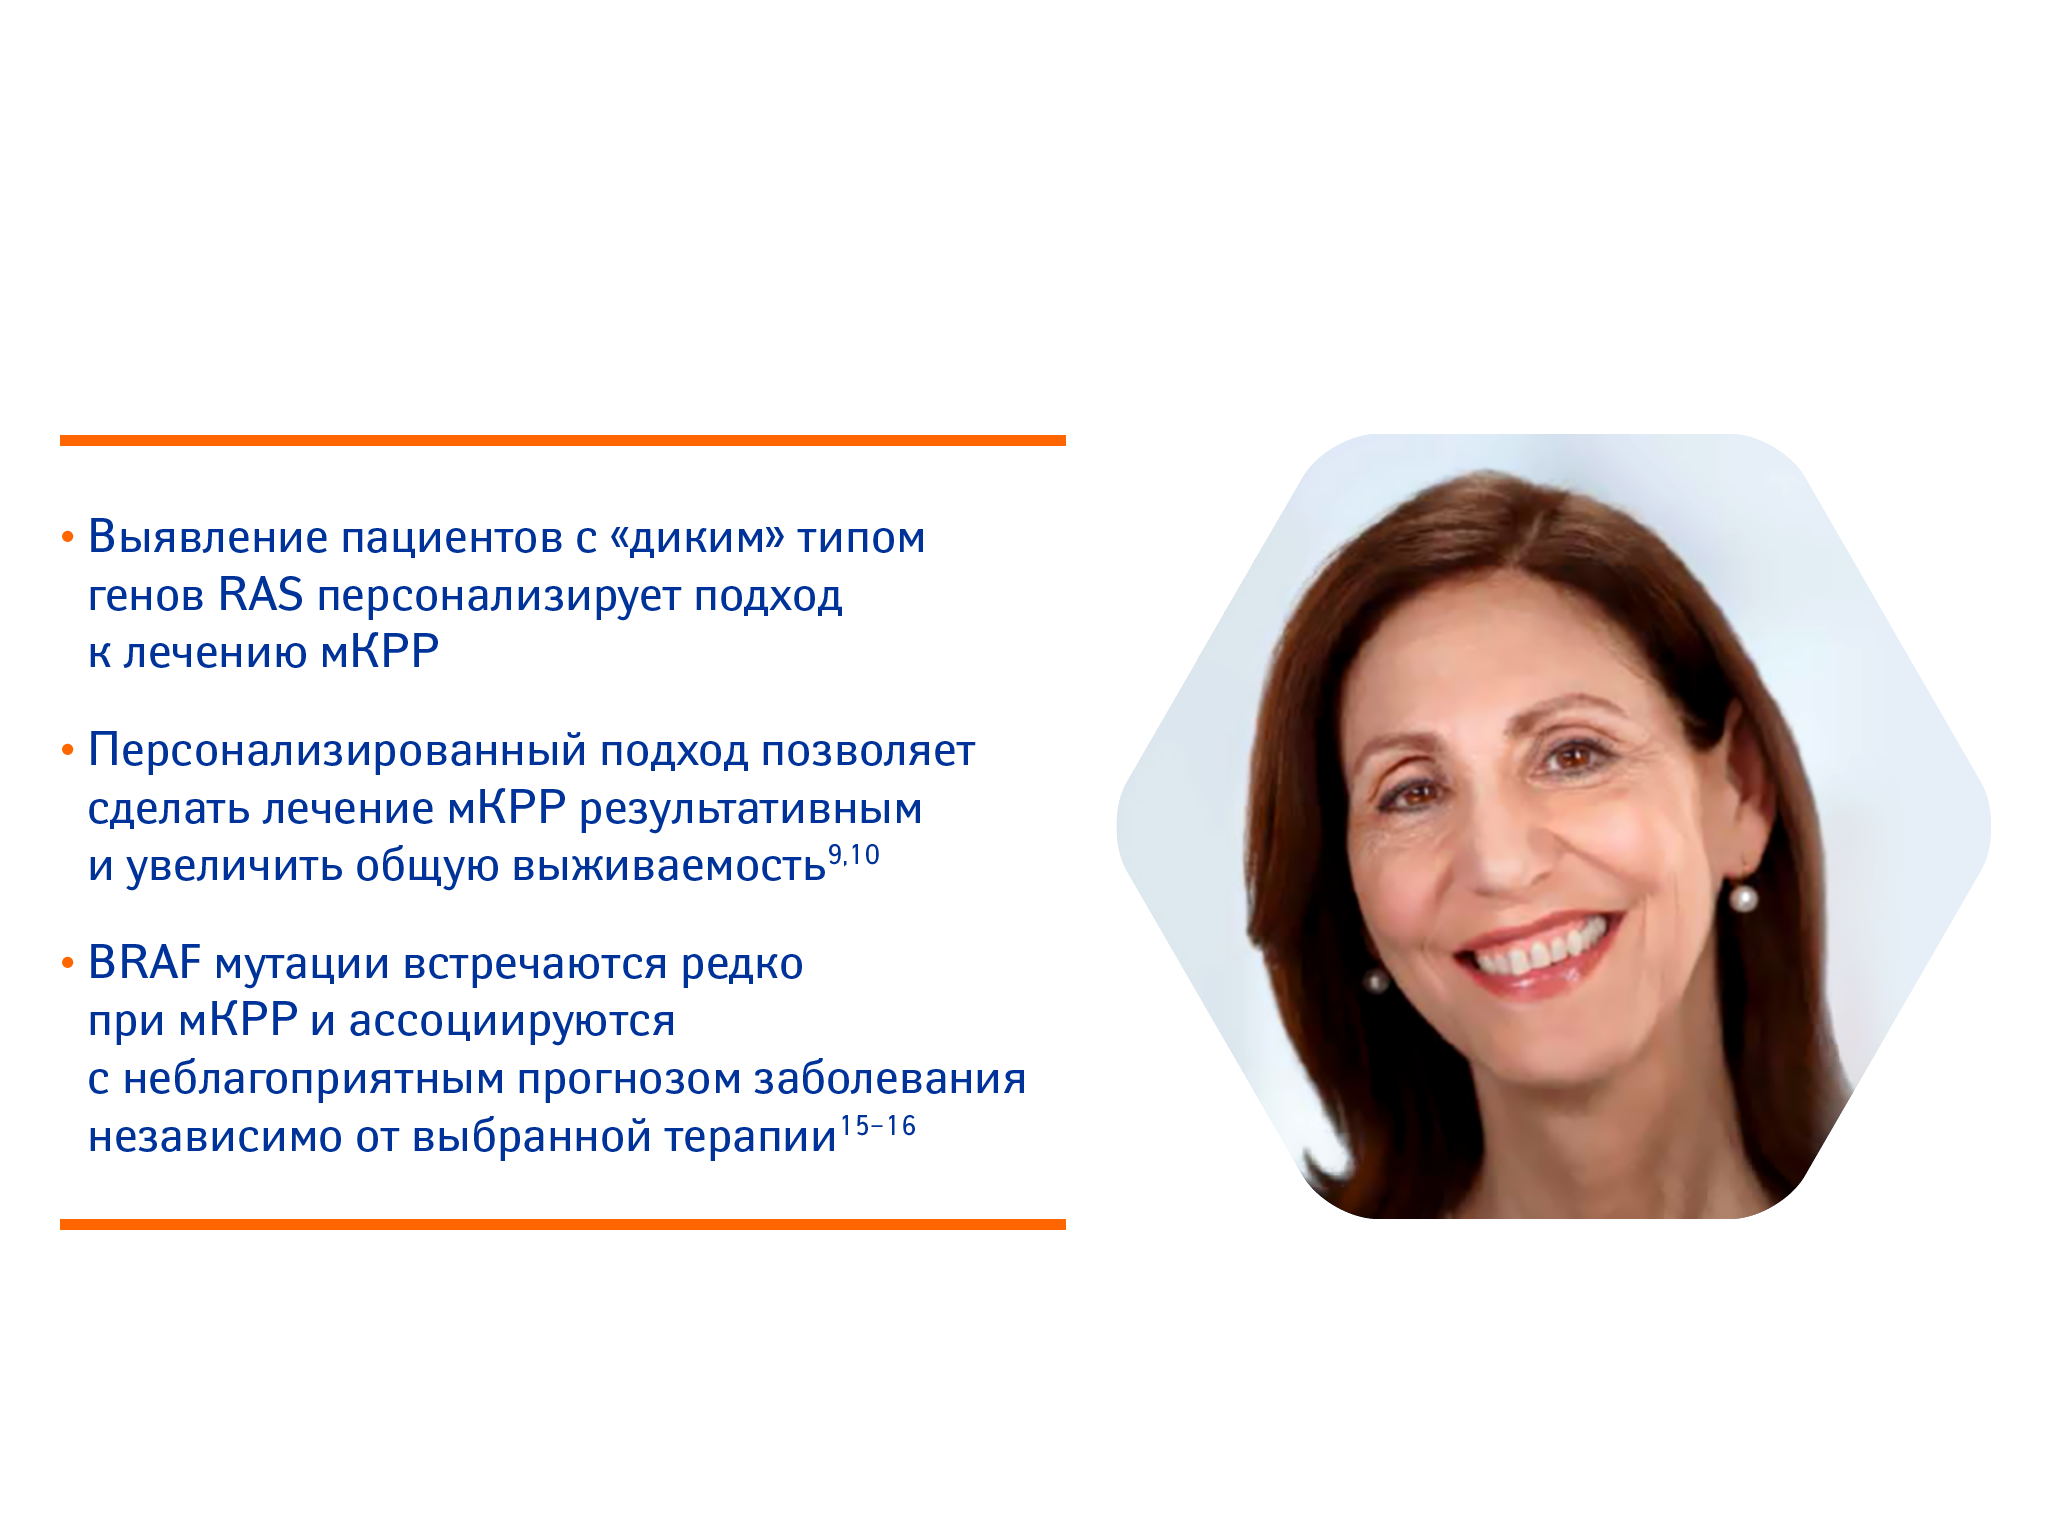 • Выявление пациентов с «диким» типом
генов RAS персонализирует подход
к лечению мКРР
• Персонализированный подход позволяет
сделать лечение мКРР результативным
и увеличить общую выживаемость⁹,¹⁰
• BRAF мутации встречаются редко
при мКРР и ассоциируются
с неблагоприятным прогнозом заболевания
независимо от выбранной терапии¹⁵⁻¹⁶